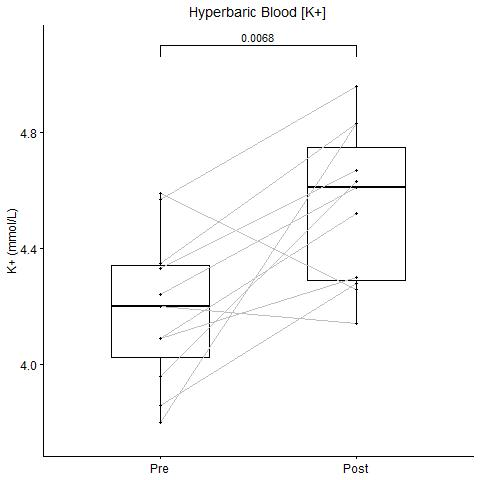 Hyperbaric Blood [K+]
0.0068
4.8
4.4
4.0
K+ (mmol/L)
Pre
Post